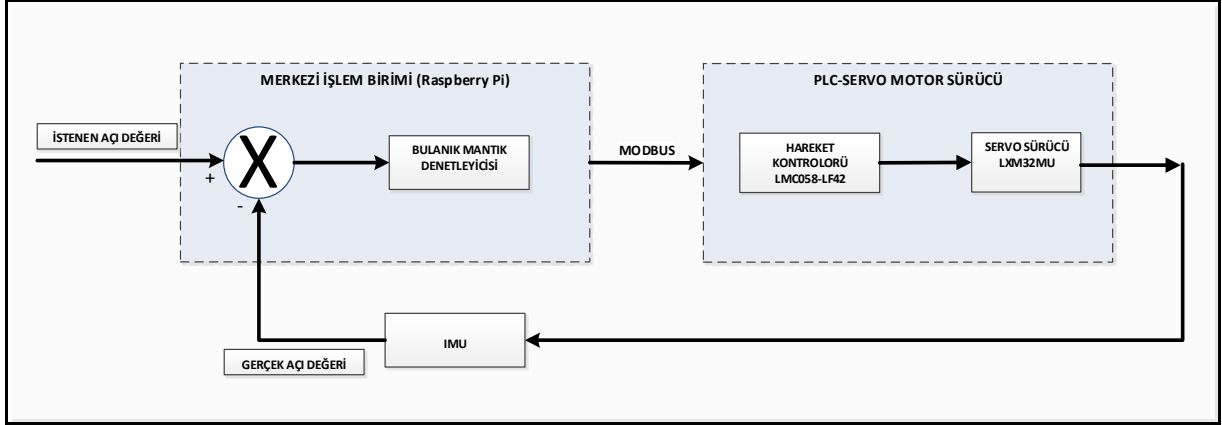 MERKEZİ İŞLEM BİRİMİ (Raspberry Pi)
PLC-SERVO MOTOR SÜRÜCÜ
İSTENEN AÇI DEĞERİ
+
-
X
BULANIK MANTIK
DENETLEYİCİSİ
MODBUS
HAREKET
KONTROLORÜ
LMC058-LF42
SERVO SÜRÜCÜ
LXM32MU
IMU
GERÇEK AÇI DEĞERİ